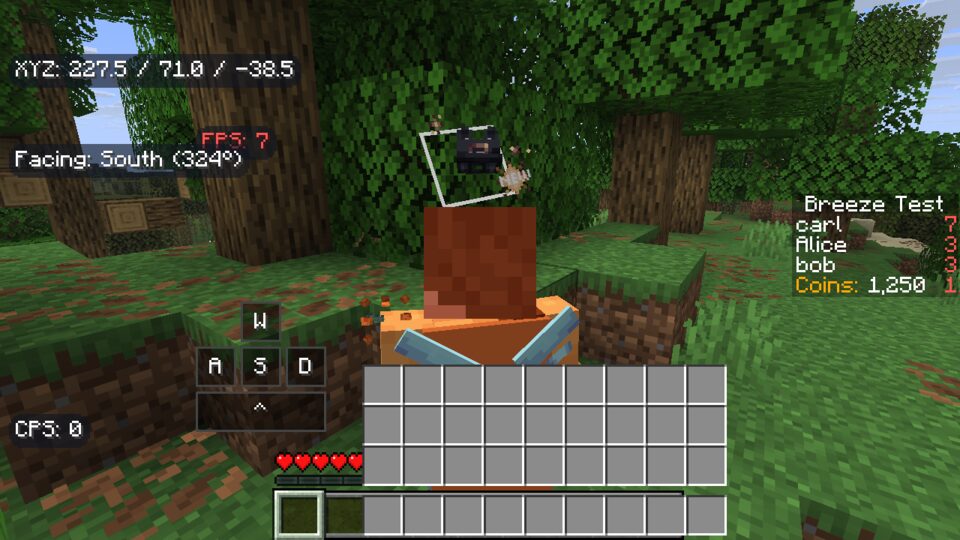 XYZ: 227.5 / 71.0 / -38.5
FPS: 7
Facing: South (324°)
Breeze Test
carl 7
Alice 3
bob 3
Coins: 1,250 1
W
A S D
^
CPS: 0